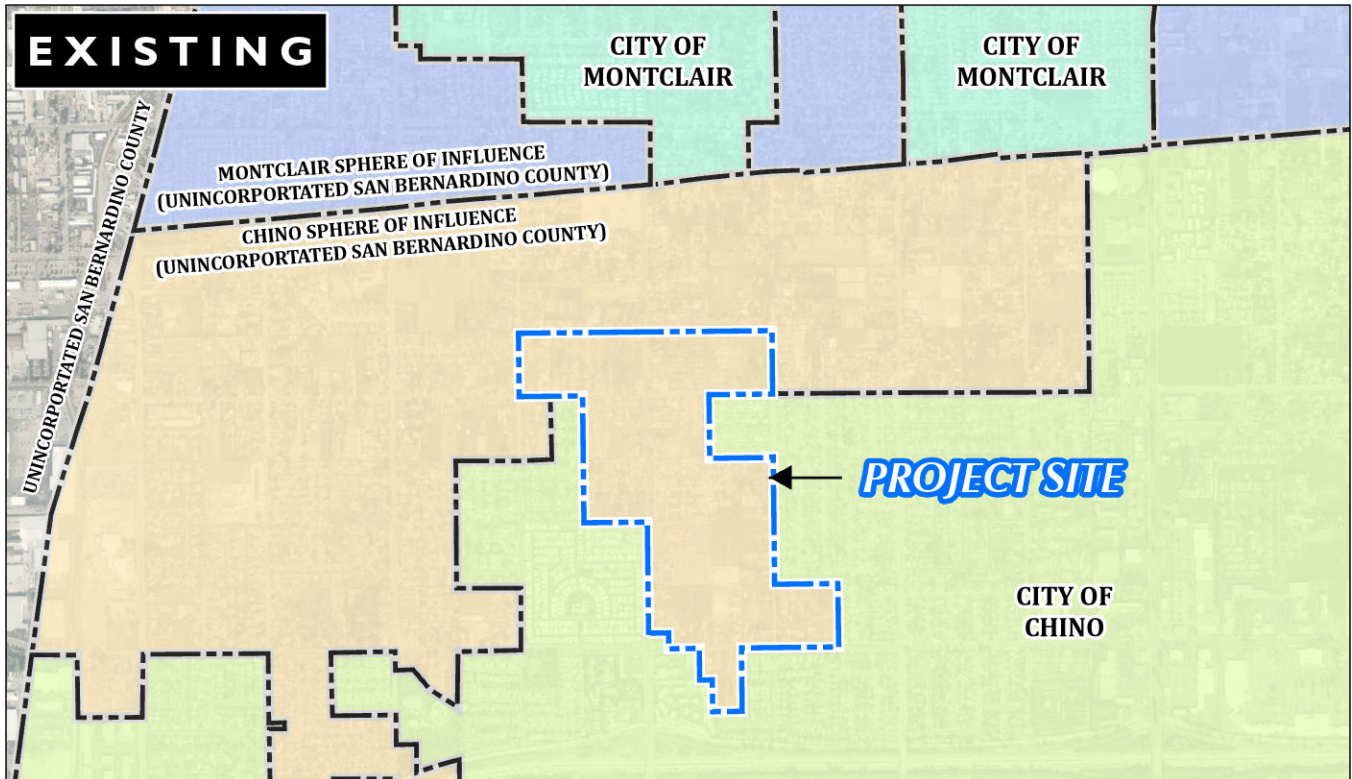 EXISTING
CITY OF
MONTCLAIR
CITY OF
MONTCLAIR
MONTCLAIR SPHERE OF INFLUENCE
(UNINCORPORTATED SAN BERNARDINO COUNTY)
CHINO SPHERE OF INFLUENCE
(UNINCORPORTATED SAN BERNARDINO COUNTY)
UNINCORPORTATED SAN BERNARDINO COUNTY
PROJECT SITE
CITY OF
CHINO